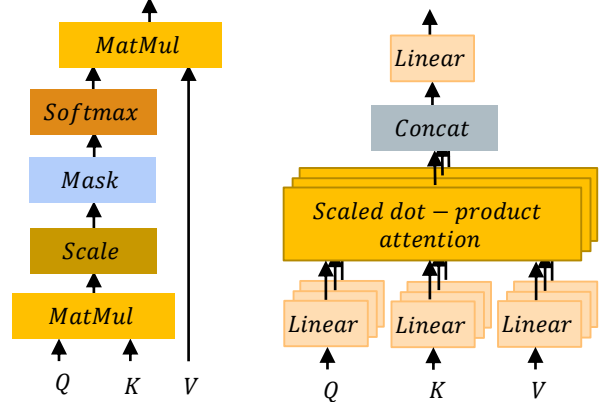 MatMul
Softmax
Mask
Scale
MatMul
Q K V
Linear
Concat
Scaled dot − product
attention
Linear Linear Linear
Q K V